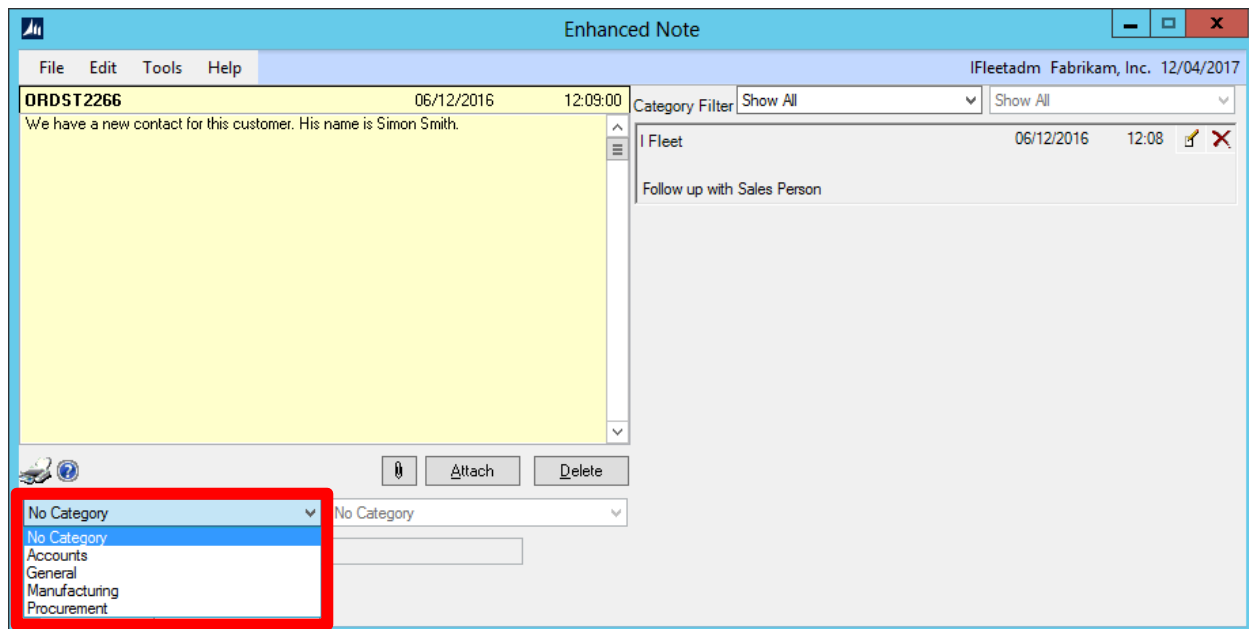 Enhanced Note
File Edit Tools Help IFleetadm Fabrikam, Inc. 12/04/2017
ORDST2266 06/12/2016 12:09:00
We have a new contact for this customer. His name is Simon Smith.
Category Filter Show All Show All
I Fleet 06/12/2016 12:08
Follow up with Sales Person
Attach Delete
No Category No Category
No Category
Accounts
General
Manufacturing
Procurement